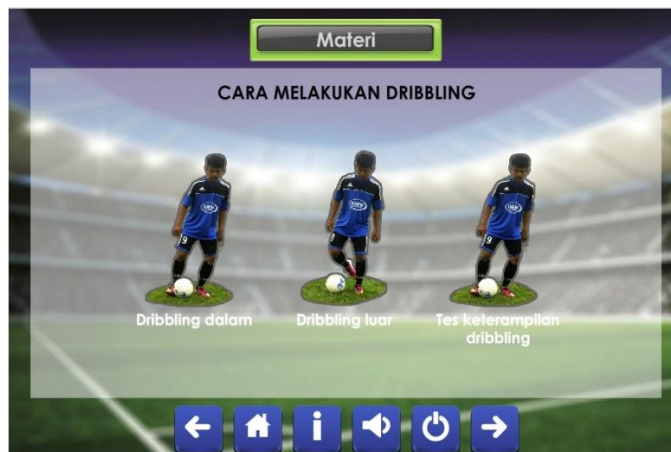 Materi
CARA MELAKUKAN DRIBBLING
Dribbling dalam
Dribbling luar
Tes keterampilan
dribbling